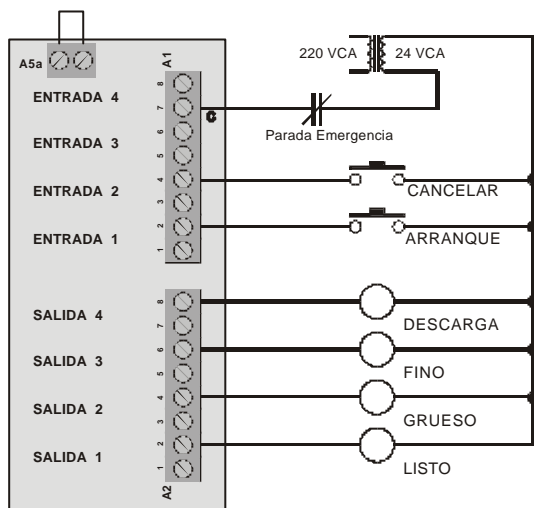 A5a
A1
220 VCA
24 VCA
8
ENTRADA 4
7
C
Parada Emergencia
6
ENTRADA 3
5
ENTRADA 2
4
CANCELAR
3
ENTRADA 1
2
ARRANQUE
1
SALIDA 4
8
DESCARGA
7
SALIDA 3
6
FINO
5
SALIDA 2
4
GRUESO
3
SALIDA 1
2
LISTO
1
A2